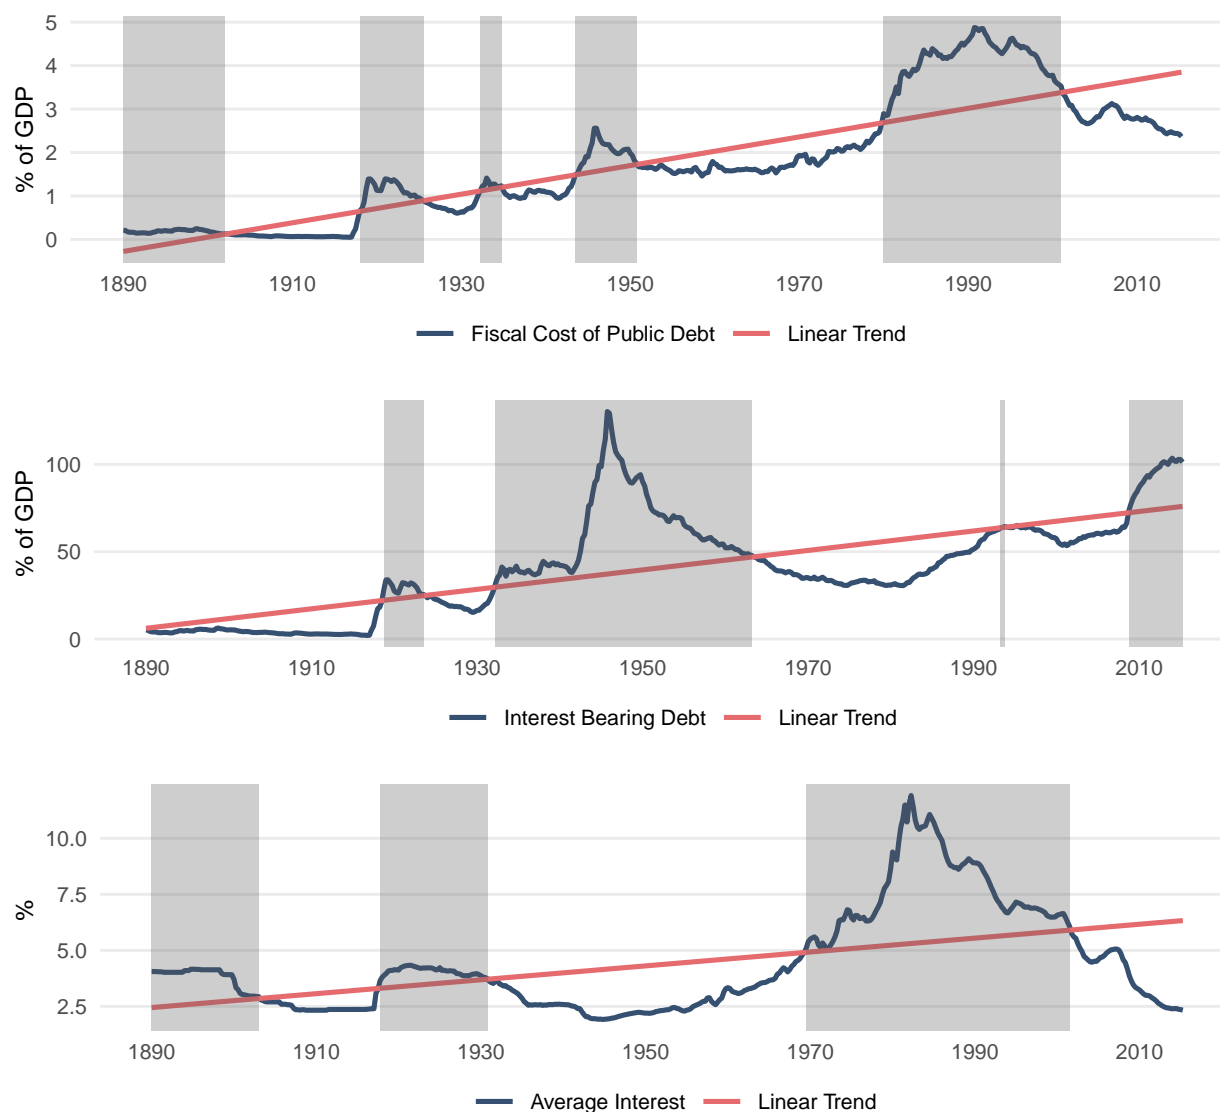 5
4
3
2
1
0
% of GDP
1890 1910 1930 1950 1970 1990 2010
Fiscal Cost of Public Debt Linear Trend
100
50
0
% of GDP
1890 1910 1930 1950 1970 1990 2010
Interest Bearing Debt Linear Trend
10.0
7.5
5.0
2.5
%
1890 1910 1930 1950 1970 1990 2010
Average Interest Linear Trend